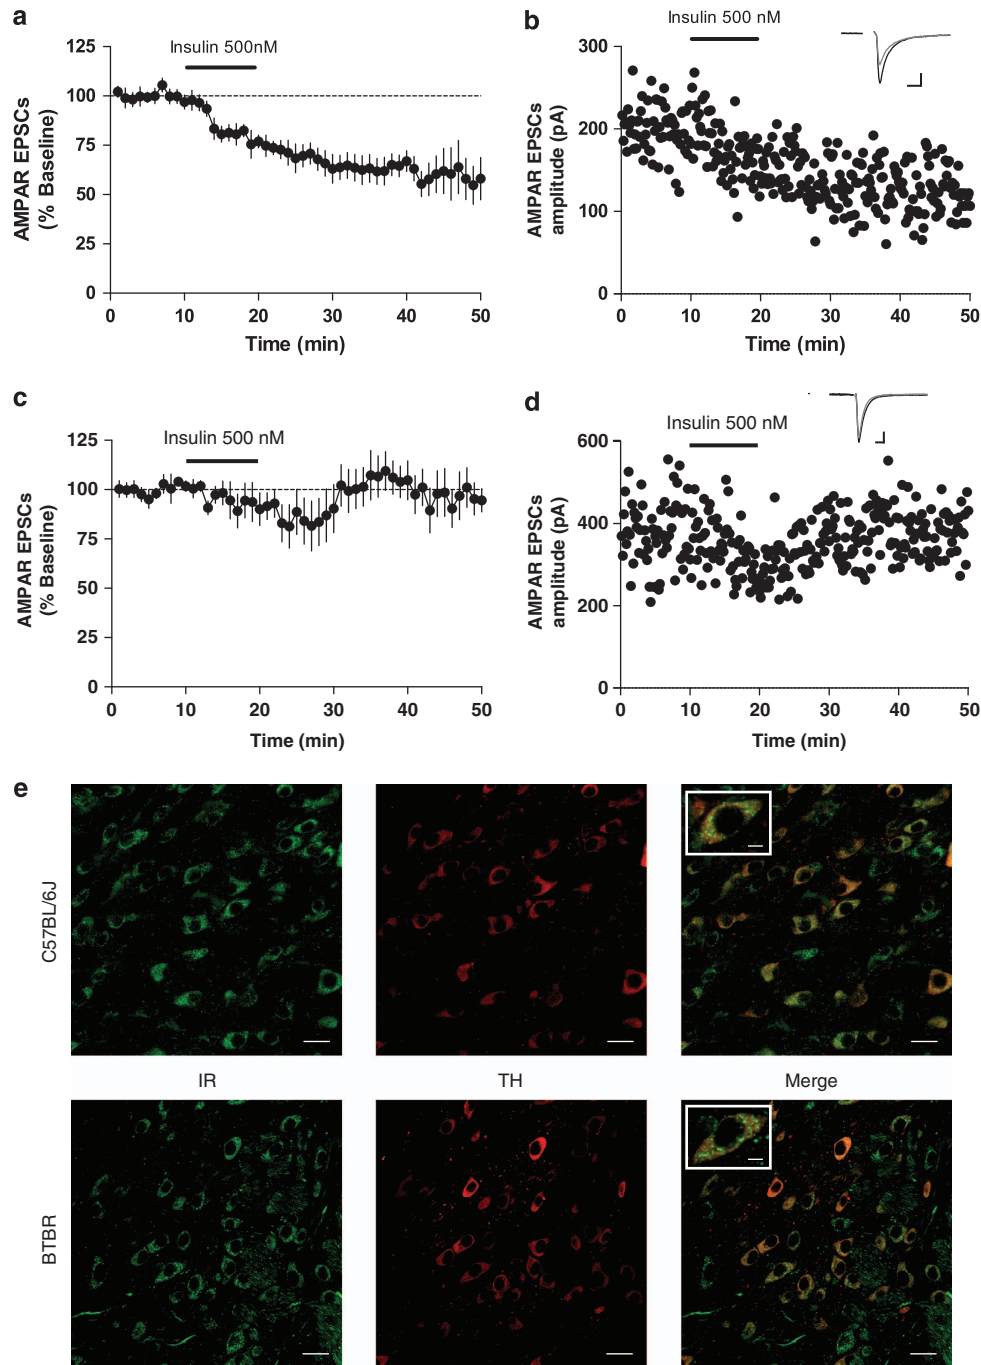 a
Insulin 500nM
AMPAR EPSCs
(% Baseline)
125
100
75
50
25
0
0 10 20 30 40 50
Time (min)
b
Insulin 500 nM
AMPAR EPSCs
amplitude (pA)
300
200
100
0
0 10 20 30 40 50
Time (min)
c
Insulin 500 nM
AMPAR EPSCs
(% Baseline)
125
100
75
50
25
0
0 10 20 30 40 50
Time (min)
d
Insulin 500 nM
AMPAR EPSCs
amplitude (pA)
600
400
200
0
0 10 20 30 40 50
Time (min)
e
C57BL/6J
IR TH Merge
BTBR